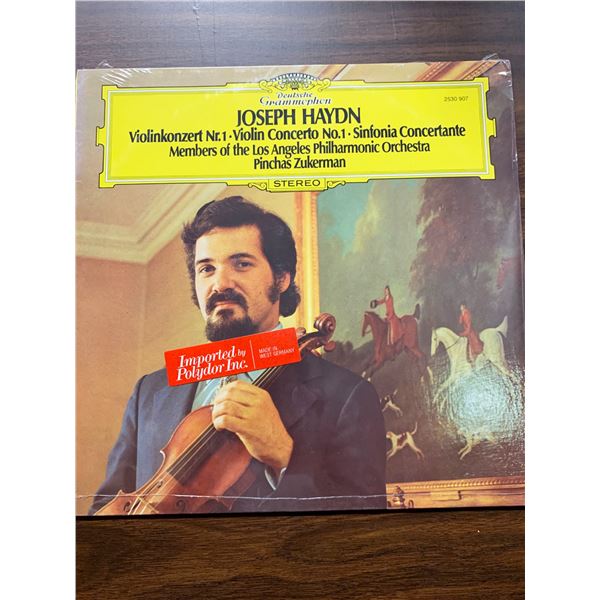 Deutsche
Grammophon
2530 907
JOSEPH HAYDN
Violinkonzert Nr.1 · Violin Concerto No.1 · Sinfonia Concertante
Members of the Los Angeles Philharmonic Orchestra
Pinchas Zukerman
STEREO
Imported by
Polydor Inc.
MADE IN
WEST GERMANY